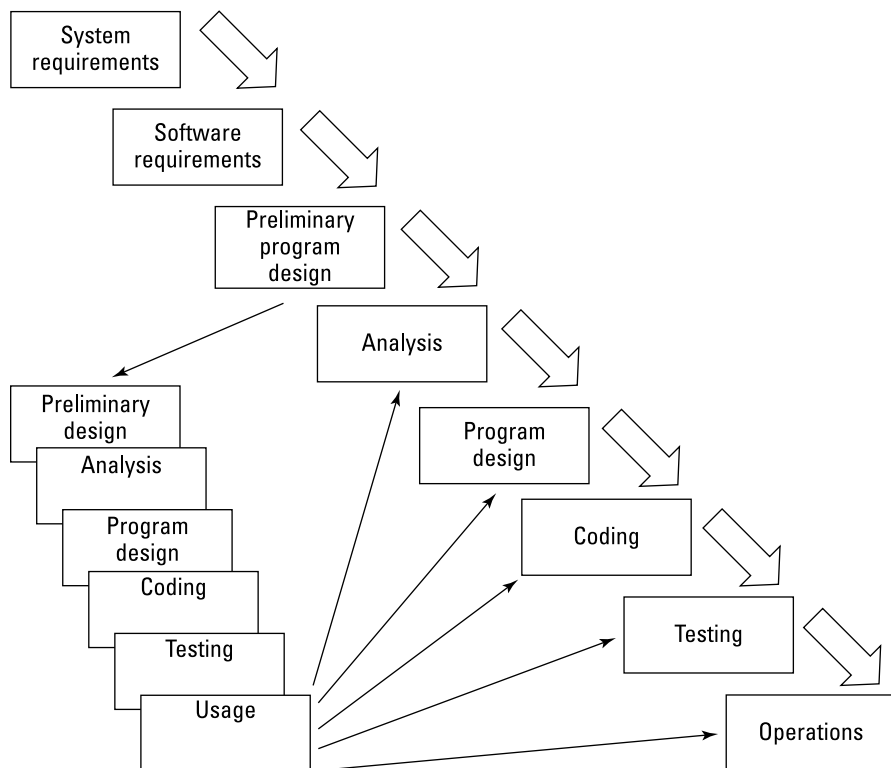 System
requirements
Software
requirements
Preliminary
program
design
Analysis
Program
design
Coding
Testing
Operations
Preliminary
design
Analysis
Program
design
Coding
Testing
Usage